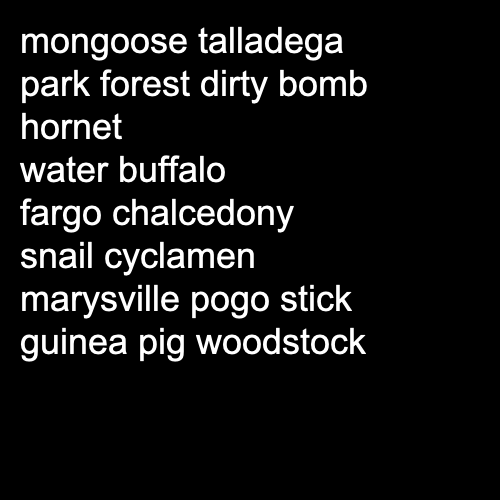 mongoose talladega
park forest dirty bomb
hornet
water buffalo
fargo chalcedony
snail cyclamen
marysville pogo stick
guinea pig woodstock